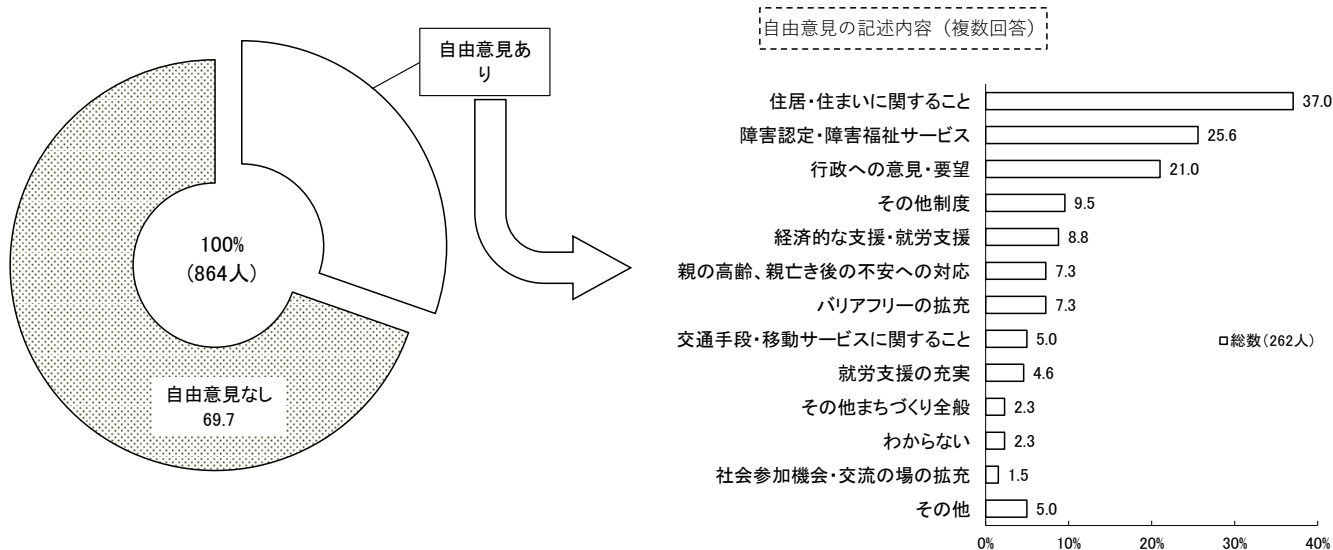 自由意見の記述内容（複数回答）
自由意見あ
り
100%
(864人)
自由意見なし
69.7
住居・住まいに関すること 37.0
障害認定・障害福祉サービス 25.6
行政への意見・要望 21.0
その他制度 9.5
経済的な支援・就労支援 8.8
親の高齢、親亡き後の不安への対応 7.3
バリアフリーの拡充 7.3
交通手段・移動サービスに関すること 5.0
就労支援の充実 4.6
その他まちづくり全般 2.3
わからない 2.3
社会参加機会・交流の場の拡充 1.5
その他 5.0
総数(262人)
0% 10% 20% 30% 40%